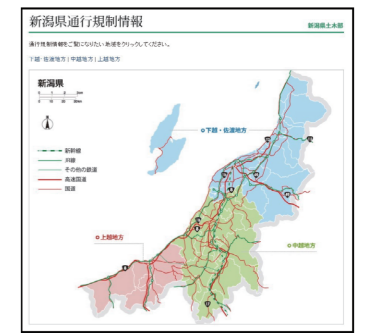 新潟県通行規制情報
新潟県土木部
通行規制情報をご覧になりたい地域をクリックしてください。
下越・佐渡地方 | 中越地方 | 上越地方
新潟県
下越・佐渡地方
新幹線
JR線
その他の鉄道
高速国道
国道
上越地方
中越地方